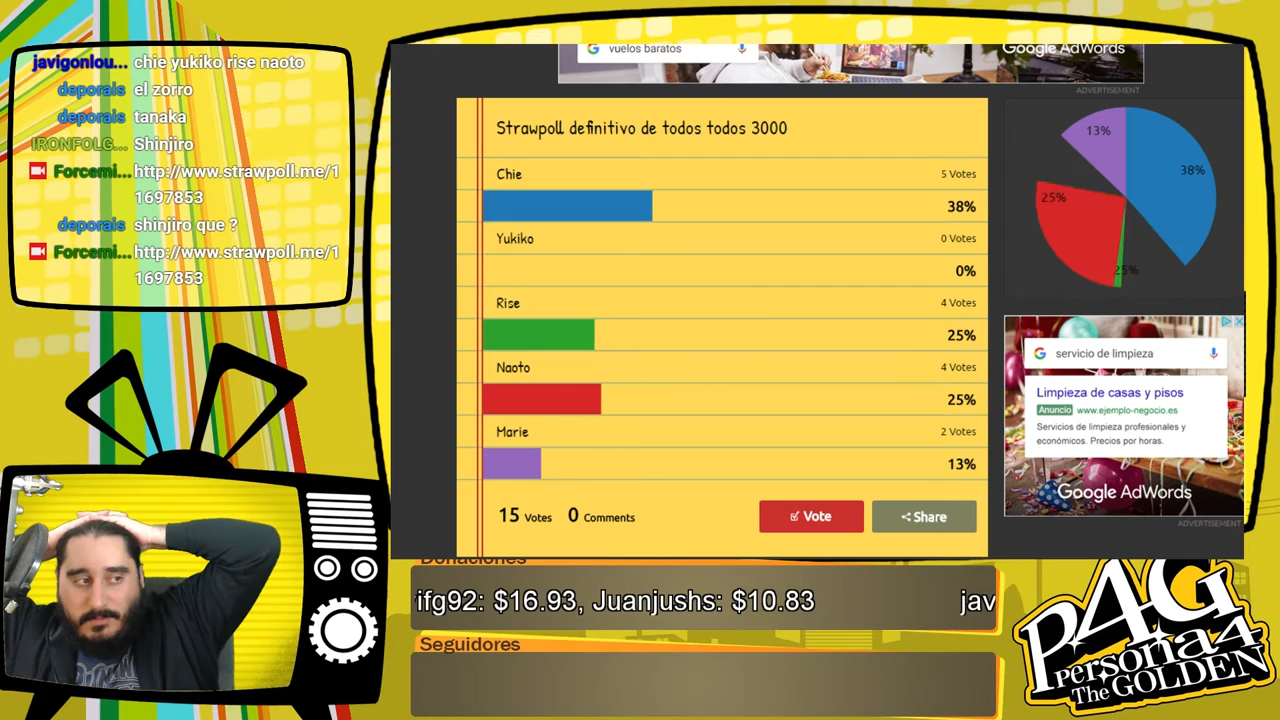 javigonlou... chie yukiko rise naoto
deporais el zorro
deporais tanaka
IRONFOLG... Shinjiro
Forcemi... http://www.strawpoll.me/1
1697853
deporais shinjiro que ?
Forcemi... http://www.strawpoll.me/1
1697853
vuelos baratos
Google AdWords
ADVERTISEMENT
Strawpoll definitivo de todos todos 3000
Chie 5 Votes
38%
Yukiko 0 Votes
0%
Rise 4 Votes
25%
Naoto 4 Votes
25%
Marie 2 Votes
13%
15 Votes 0 Comments
Vote
Share
13%
38%
25%
25%
servicio de limpieza
Limpieza de casas y pisos
Anuncio www.ejemplo-negocio.es
Servicios de limpieza profesionales y
económicos. Precios por horas.
Google AdWords
ADVERTISEMENT
Donaciones
ifg92: $16.93, Juanjushs: $10.83 jav
Seguidores
P4G
Persona 4
The GOLDEN